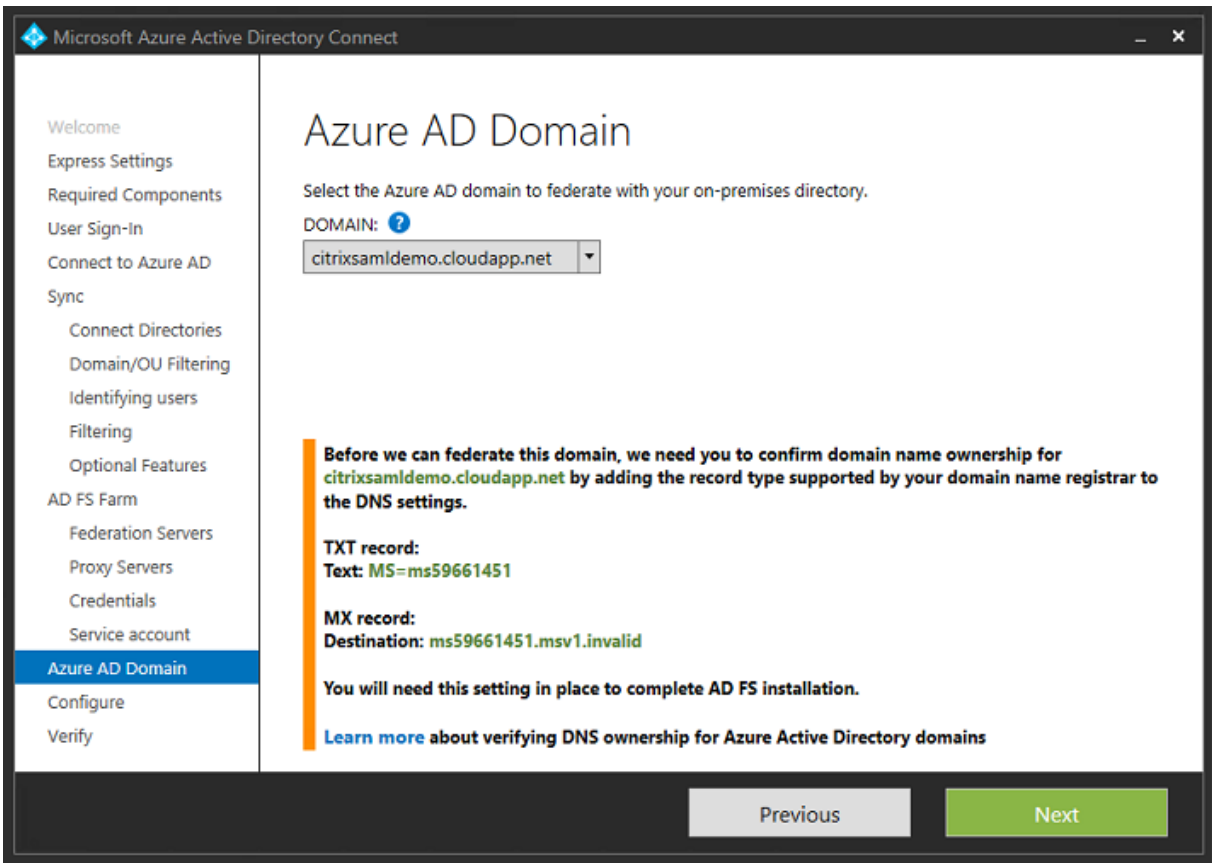 Microsoft Azure Active Directory Connect
Welcome
Express Settings
Required Components
User Sign-In
Connect to Azure AD
Sync
Connect Directories
Domain/OU Filtering
Identifying users
Filtering
Optional Features
AD FS Farm
Federation Servers
Proxy Servers
Credentials
Service account
Azure AD Domain
Configure
Verify
Azure AD Domain
Select the Azure AD domain to federate with your on-premises directory.
DOMAIN: ?
citrixsamldemo.cloudapp.net
Before we can federate this domain, we need you to confirm domain name ownership for
citrixsamldemo.cloudapp.net by adding the record type supported by your domain name registrar to
the DNS settings.
TXT record:
Text: MS=ms59661451
MX record:
Destination: ms59661451.msv1.invalid
You will need this setting in place to complete AD FS installation.
Learn more about verifying DNS ownership for Azure Active Directory domains
Previous
Next